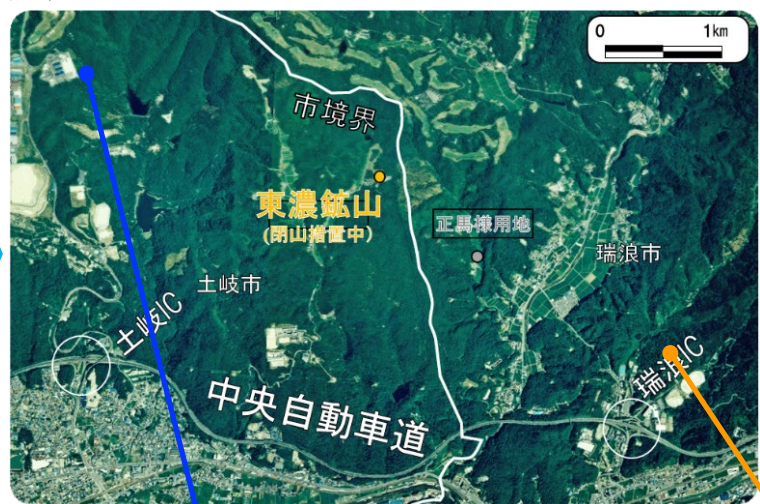 0 1km
市境界
東濃鉱山
(閉山措置中)
正馬様用地
瑞浪市
土岐市
土岐IC
瑞浪IC
中央自動車道